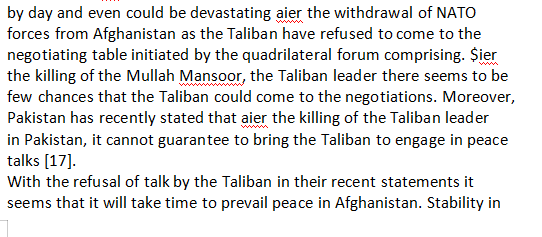 by day and even could be devastating aier the withdrawal of NATO
forces from Afghanistan as the Taliban have refused to come to the
negotiating table initiated by the quadrilateral forum comprising. $ier
the killing of the Mullah Mansoor, the Taliban leader there seems to be
few chances that the Taliban could come to the negotiations. Moreover,
Pakistan has recently stated that aier the killing of the Taliban leader
in Pakistan, it cannot guarantee to bring the Taliban to engage in peace
talks [17].
With the refusal of talk by the Taliban in their recent statements it
seems that it will take time to prevail peace in Afghanistan. Stability in